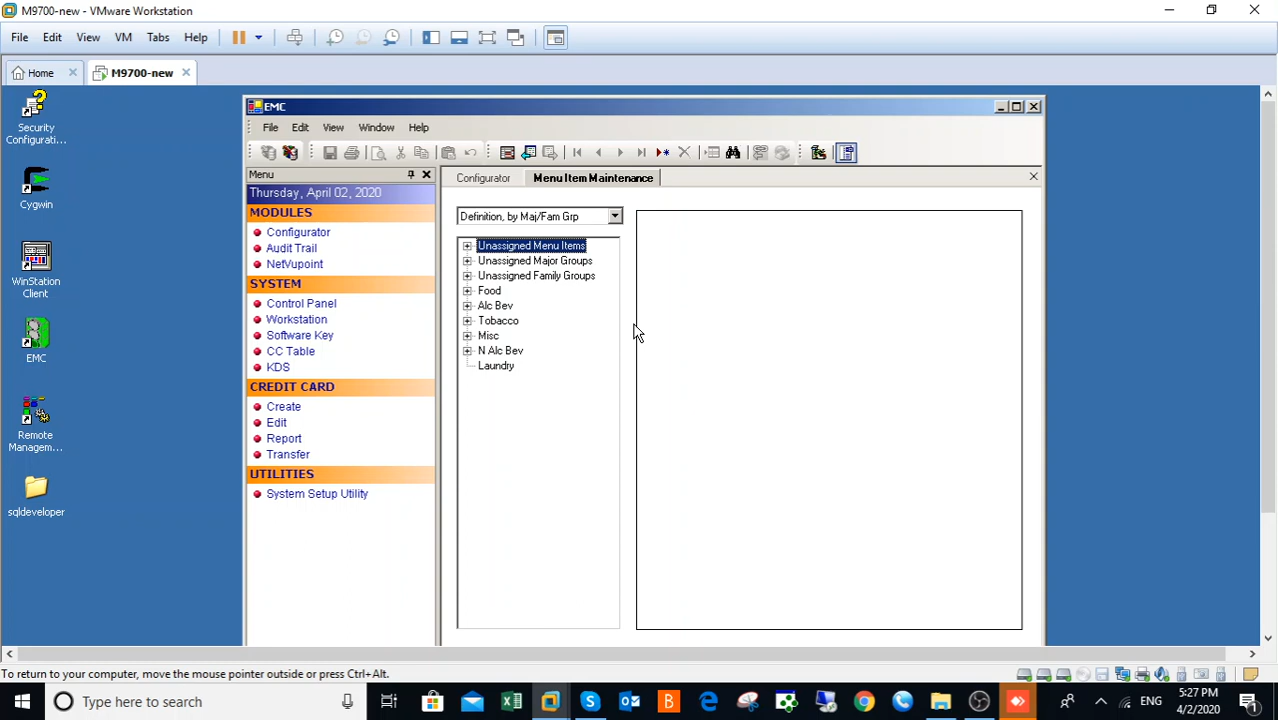 M9700-new - VMware Workstation
File Edit View VM Tabs Help
Home M9700-new
Security
Configurati...
Cygwin
WinStation
Client
EMC
Remote
Managem...
sqldeveloper
EMC
File Edit View Window Help
Menu
Thursday, April 02, 2020
MODULES
Configurator
Audit Trail
NetVupoint
SYSTEM
Control Panel
Workstation
Software Key
CC Table
KDS
CREDIT CARD
Create
Edit
Report
Transfer
UTILITIES
System Setup Utility
Configurator Menu Item Maintenance
Definition, by Maj/Fam Grp
Unassigned Menu Items
Unassigned Major Groups
Unassigned Family Groups
Food
Alc Bev
Tobacco
Misc
N Alc Bev
Laundry
To return to your computer, move the mouse pointer outside or press Ctrl+Alt.
Type here to search
ENG
5:27 PM
4/2/2020
1